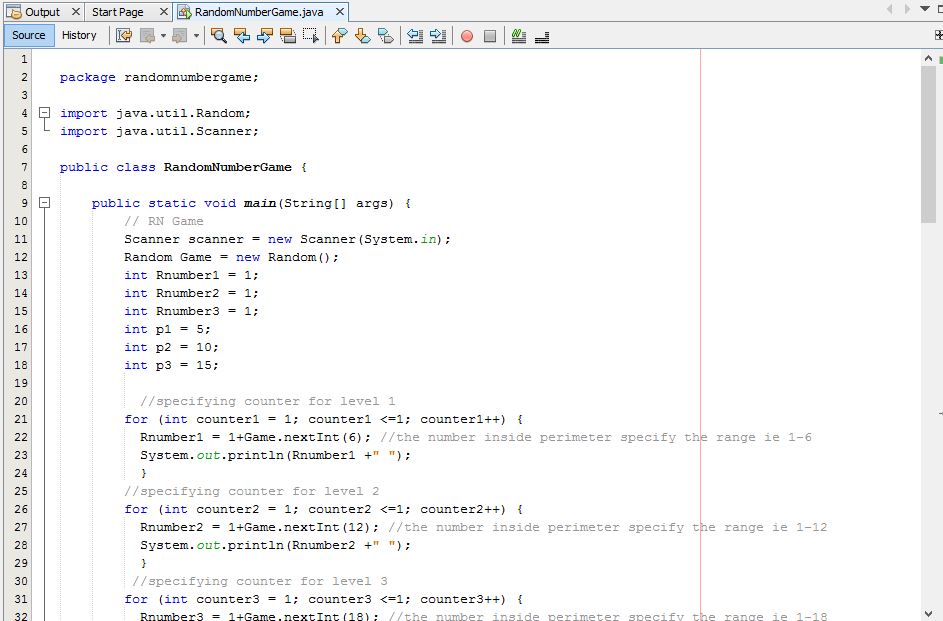 Output Start Page RandomNumberGame.java
Source History
1
2 package randomnumbergame;
3
4 import java.util.Random;
5 import java.util.Scanner;
6
7 public class RandomNumberGame {
8
9 public static void main(String[] args) {
10 // RN Game
11 Scanner scanner = new Scanner(System.in);
12 Random Game = new Random();
13 int Rnumber1 = 1;
14 int Rnumber2 = 1;
15 int Rnumber3 = 1;
16 int p1 = 5;
17 int p2 = 10;
18 int p3 = 15;
19
20 //specifying counter for level 1
21 for (int counter1 = 1; counter1 <=1; counter1++) {
22 Rnumber1 = 1+Game.nextInt(6); //the number inside perimeter specify the range ie 1-6
23 System.out.println(Rnumber1 +" ");
24 }
25 //specifying counter for level 2
26 for (int counter2 = 1; counter2 <=1; counter2++) {
27 Rnumber2 = 1+Game.nextInt(12); //the number inside perimeter specify the range ie 1-12
28 System.out.println(Rnumber2 +" ");
29 }
30 //specifying counter for level 3
31 for (int counter3 = 1; counter3 <=1; counter3++) {
32 Rnumber3 = 1+Game.nextInt(18); //the number inside perimeter specify the range ie 1-18